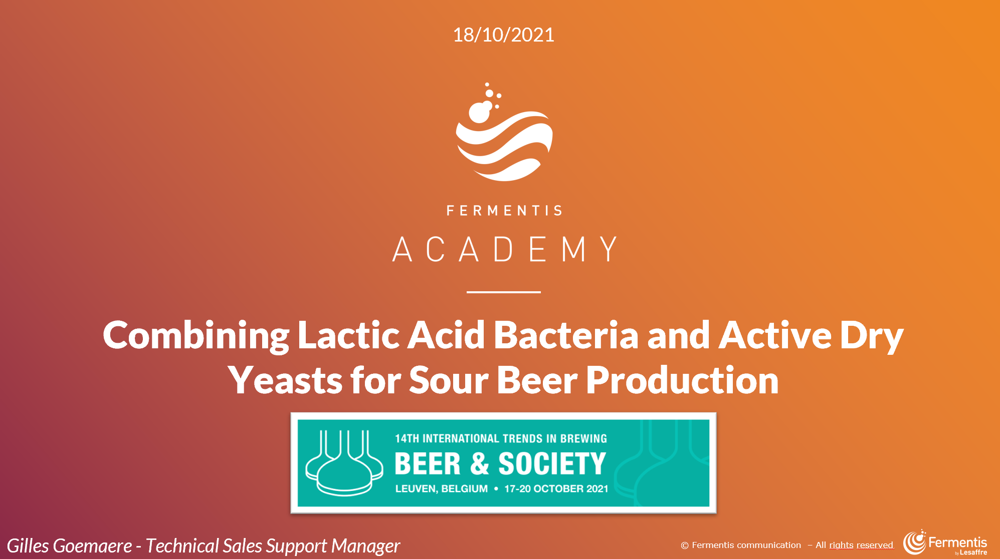 18/10/2021
FERMENTIS
ACADEMY
Combining Lactic Acid Bacteria and Active Dry
Yeasts for Sour Beer Production
14TH INTERNATIONAL TRENDS IN BREWING
BEER & SOCIETY
LEUVEN, BELGIUM • 17-20 OCTOBER 2021
Gilles Goemaere - Technical Sales Support Manager
© Fermentis communication – All rights reserved
Fermentis
by Lesaffre